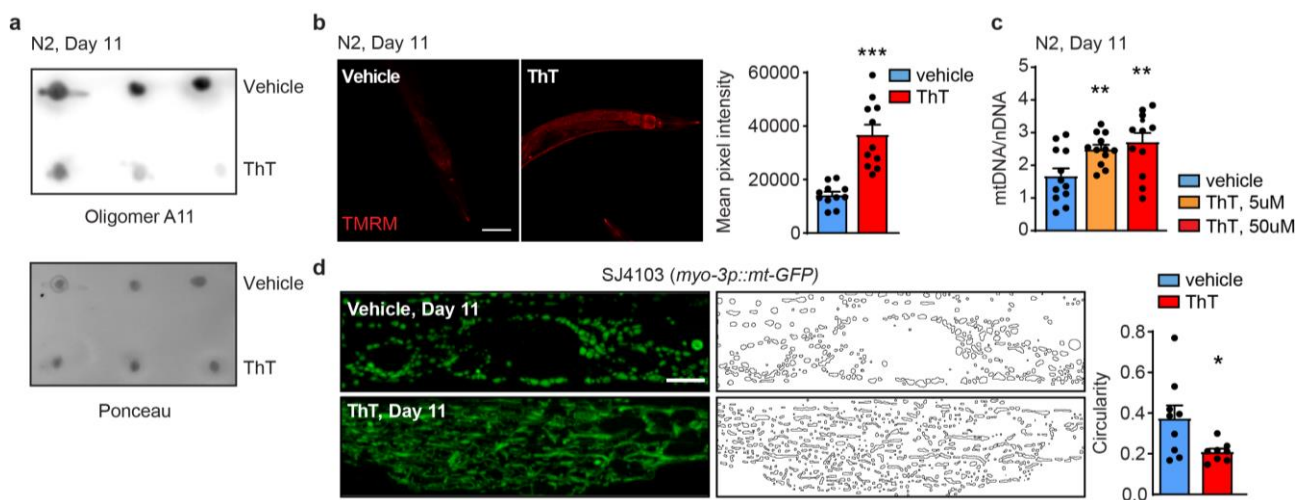 a
N2, Day 11
Vehicle
ThT
Oligomer A11
Vehicle
ThT
Ponceau
b
N2, Day 11
Vehicle
ThT
TMRM
Mean pixel intensity
60000
40000
20000
0
***
vehicle
ThT
c
N2, Day 11
mtDNA/nDNA
5
4
3
2
1
0
**
**
vehicle
ThT, 5uM
ThT, 50uM
d
SJ4103 (myo-3p::mt-GFP)
Vehicle, Day 11
ThT, Day 11
vehicle
ThT
Circularity
0.8
0.6
0.4
0.2
0.0
*